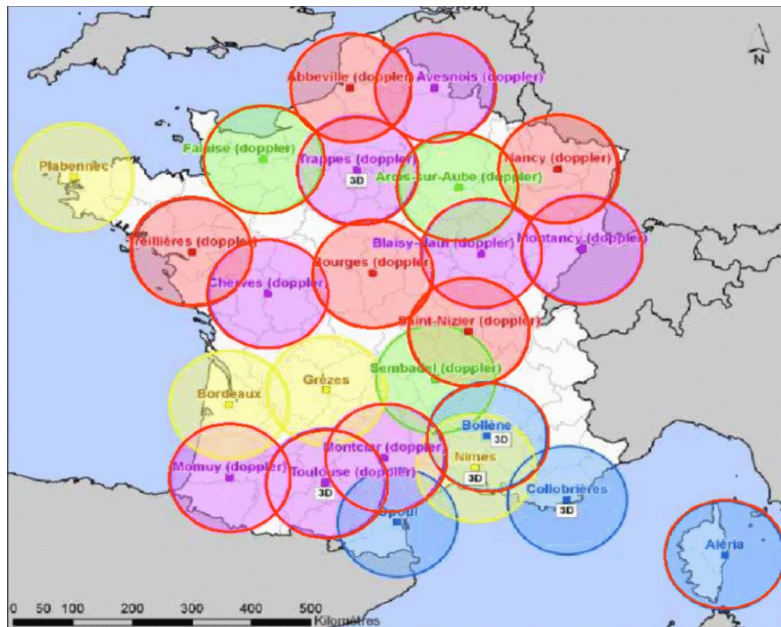 N
Abbeville (doppler)
Avesnois (doppler)
Falaise (doppler)
Trappes (doppler)
3D
Arcis-sur-Aube (doppler)
Nancy (doppler)
Plabennec
Treillières (doppler)
Bourges (doppler)
Blaisy-Haut (doppler)
Montancy (doppler)
Cherves (doppler)
Saint-Nizier (doppler)
Sembadel (doppler)
Grèzes
Bordeaux
Bollène
3D
Montclar (doppler)
Nîmes
3D
Momuy (doppler)
Toulouse (doppler)
3D
Collobrières
3D
Opoul
Aléria
0 50 100 200 300 400 500
Kilomètres